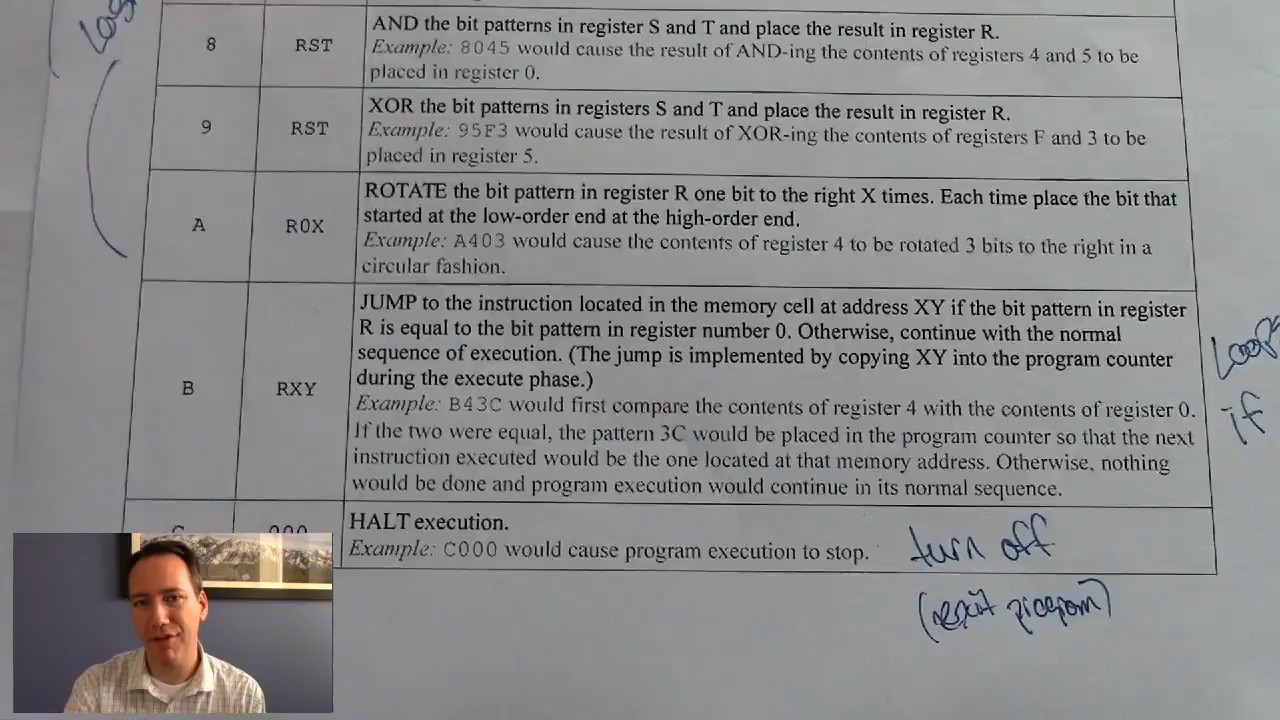 8
RST
AND the bit patterns in register S and T and place the result in register R.
Example: 8045 would cause the result of AND-ing the contents of registers 4 and 5 to be
placed in register 0.
9
RST
XOR the bit patterns in registers S and T and place the result in register R.
Example: 95F3 would cause the result of XOR-ing the contents of registers F and 3 to be
placed in register 5.
A
R0X
ROTATE the bit pattern in register R one bit to the right X times. Each time place the bit that
started at the low-order end at the high-order end.
Example: A403 would cause the contents of register 4 to be rotated 3 bits to the right in a
circular fashion.
B
RXY
JUMP to the instruction located in the memory cell at address XY if the bit pattern in register
R is equal to the bit pattern in register number 0. Otherwise, continue with the normal
sequence of execution. (The jump is implemented by copying XY into the program counter
during the execute phase.)
Example: B43C would first compare the contents of register 4 with the contents of register 0.
If the two were equal, the pattern 3C would be placed in the program counter so that the next
instruction executed would be the one located at that memory address. Otherwise, nothing
would be done and program execution would continue in its normal sequence.
if
HALT execution.
Example: C000 would cause program execution to stop.
turn off